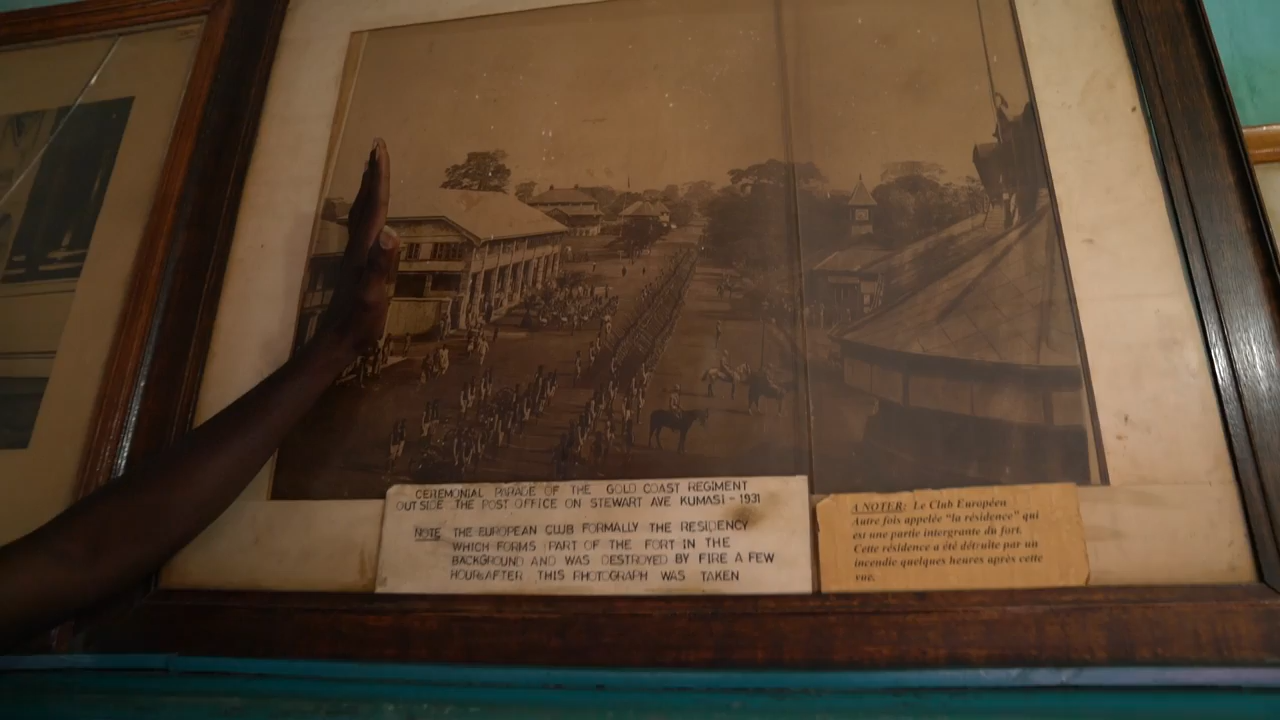 CEREMONIAL PARADE OF THE GOLD COAST REGIMENT
OUTSIDE THE POST OFFICE ON STEWART AVE KUMASI - 1931
NOTE THE EUROPEAN CLUB FORMALLY THE RESIDENCY
WHICH FORMS PART OF THE FORT IN THE
BACKGROUND AND WAS DESTROYED BY FIRE A FEW
HOURS AFTER THIS PHOTOGRAPH WAS TAKEN
A NOTER: Le Club Européen
Autre fois appelée "la résidence" qui
est une partie intergrante du fort.
Cette résidence a été détruite par un
incendie quelques heures après cette
vue.